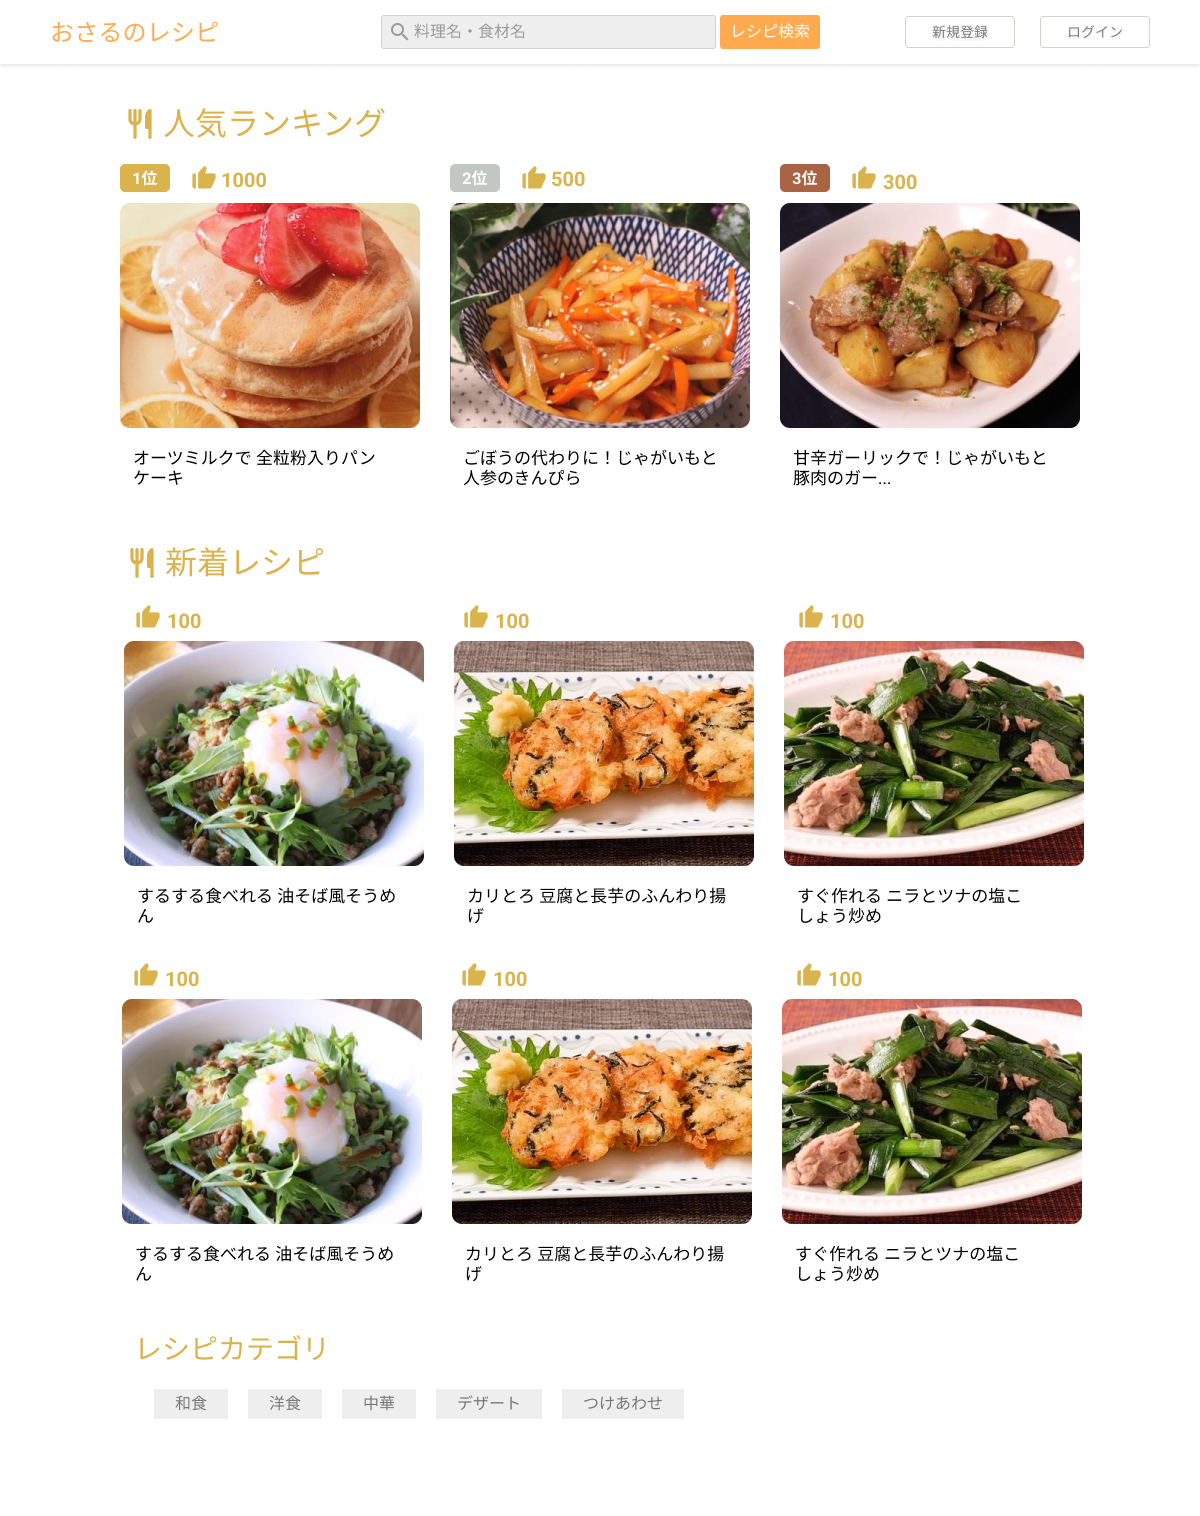 おさるのレシピ
料理名・食材名
レシピ検索
新規登録
ログイン
人気ランキング
1位 1000
2位 500
3位 300
オーツミルクで 全粒粉入りパン
ケーキ
ごぼうの代わりに！じゃがいもと
人参のきんぴら
甘辛ガーリックで！じゃがいもと
豚肉のガー...
新着レシピ
100
100
100
するする食べれる 油そば風そうめ
ん
カリとろ 豆腐と長芋のふんわり揚
げ
すぐ作れる ニラとツナの塩こ
しょう炒め
100
100
100
するする食べれる 油そば風そうめ
ん
カリとろ 豆腐と長芋のふんわり揚
げ
すぐ作れる ニラとツナの塩こ
しょう炒め
レシピカテゴリ
和食
洋食
中華
デザート
つけあわせ